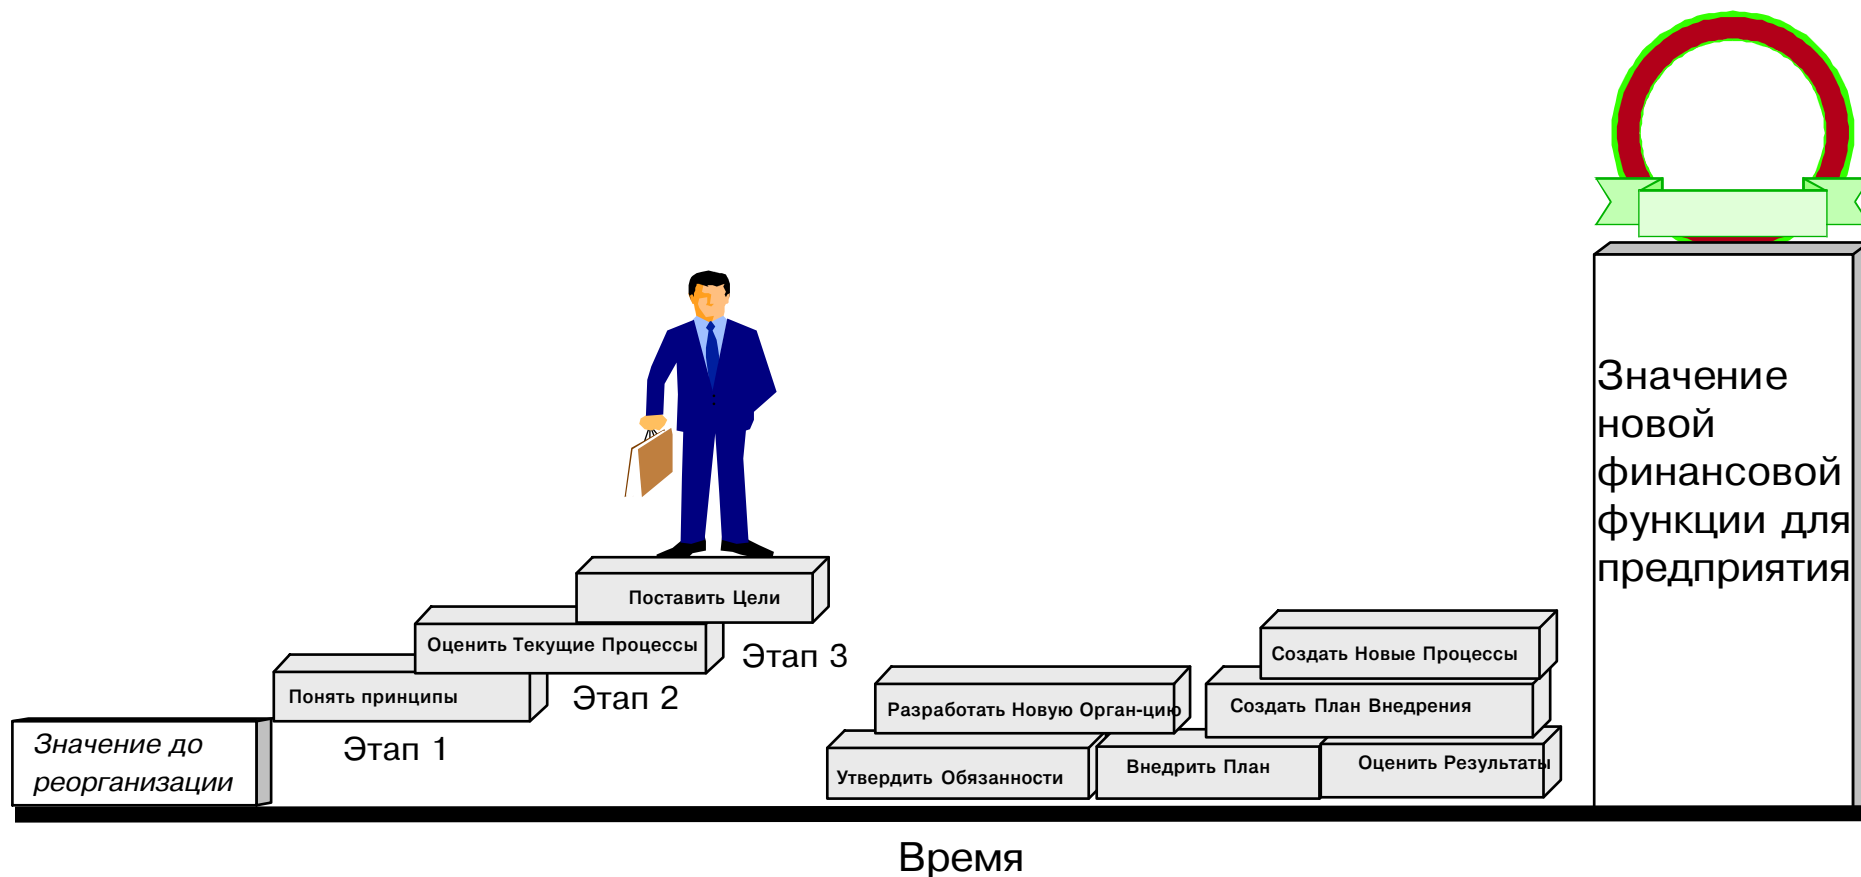 Значение
новой
финансовой
функции для
предприятия
Поставить Цели
Оценить Текущие Процессы
Этап 3
Понять принципы
Этап 2
Значение до
реорганизации
Этап 1
Создать Новые Процессы
Разработать Новую Орган-цию
Создать План Внедрения
Утвердить Обязанности
Внедрить План
Оценить Результаты
Время